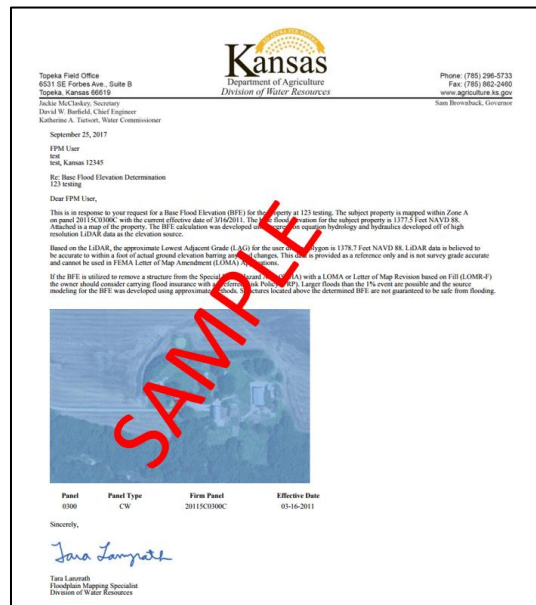 Kansas
Department of Agriculture
Division of Water Resources
Topeka Field Office
6531 SE Forbes Ave., Suite B
Topeka, Kansas 66619
Phone: (785) 296-5733
Fax: (785) 862-2460
www.agriculture.ks.gov
Jackie McClaskey, Secretary
David W. Barfield, Chief Engineer
Katherine A. Tietsort, Water Commissioner
Sam Brownback, Governor
September 25, 2017
FPM User
test
test, Kansas 12345
Re: Base Flood Elevation Determination
123 testing
Dear FPM User,
This is in response to your request for a Base Flood Elevation (BFE) for the property at 123 testing. The subject property is mapped within Zone A
on panel 20115C0300C with the current effective date of 3/16/2011. The base flood elevation for the subject property is 1377.5 Feet NAVD 88.
Attached is a map of the property. The BFE calculation was developed equation hydrology and hydraulics developed off of high
resolution LiDAR data as the elevation source.
Based on the LiDAR, the approximate Lowest Adjacent Grade (LAG) for the user polygon is 1378.7 Feet NAVD 88. LiDAR data is believed to
be accurate to within a foot of actual ground elevation barring any changes. This data is provided as a reference only and is not survey grade accurate
and cannot be used in FEMA Letter of Map Amendment (LOMA)
If the BFE is utilized to remove a structure from the Special Hazard with a LOMA or Letter of Map Revision based on Fill (LOMR-F)
the owner should consider carrying flood insurance with a Risk Policy Larger floods than the 1% event are possible and the source
modeling for the BFE was developed using approximate methods. Structures located above the determined BFE are not guaranteed to be safe from flooding.
SAMPLE
Panel Panel Type Firm Panel Effective Date
0300 CW 20115C0300C 03-16-2011
Sincerely,
Tara Lanzrath
Tara Lanzrath
Floodplain Mapping Specialist
Division of Water Resources